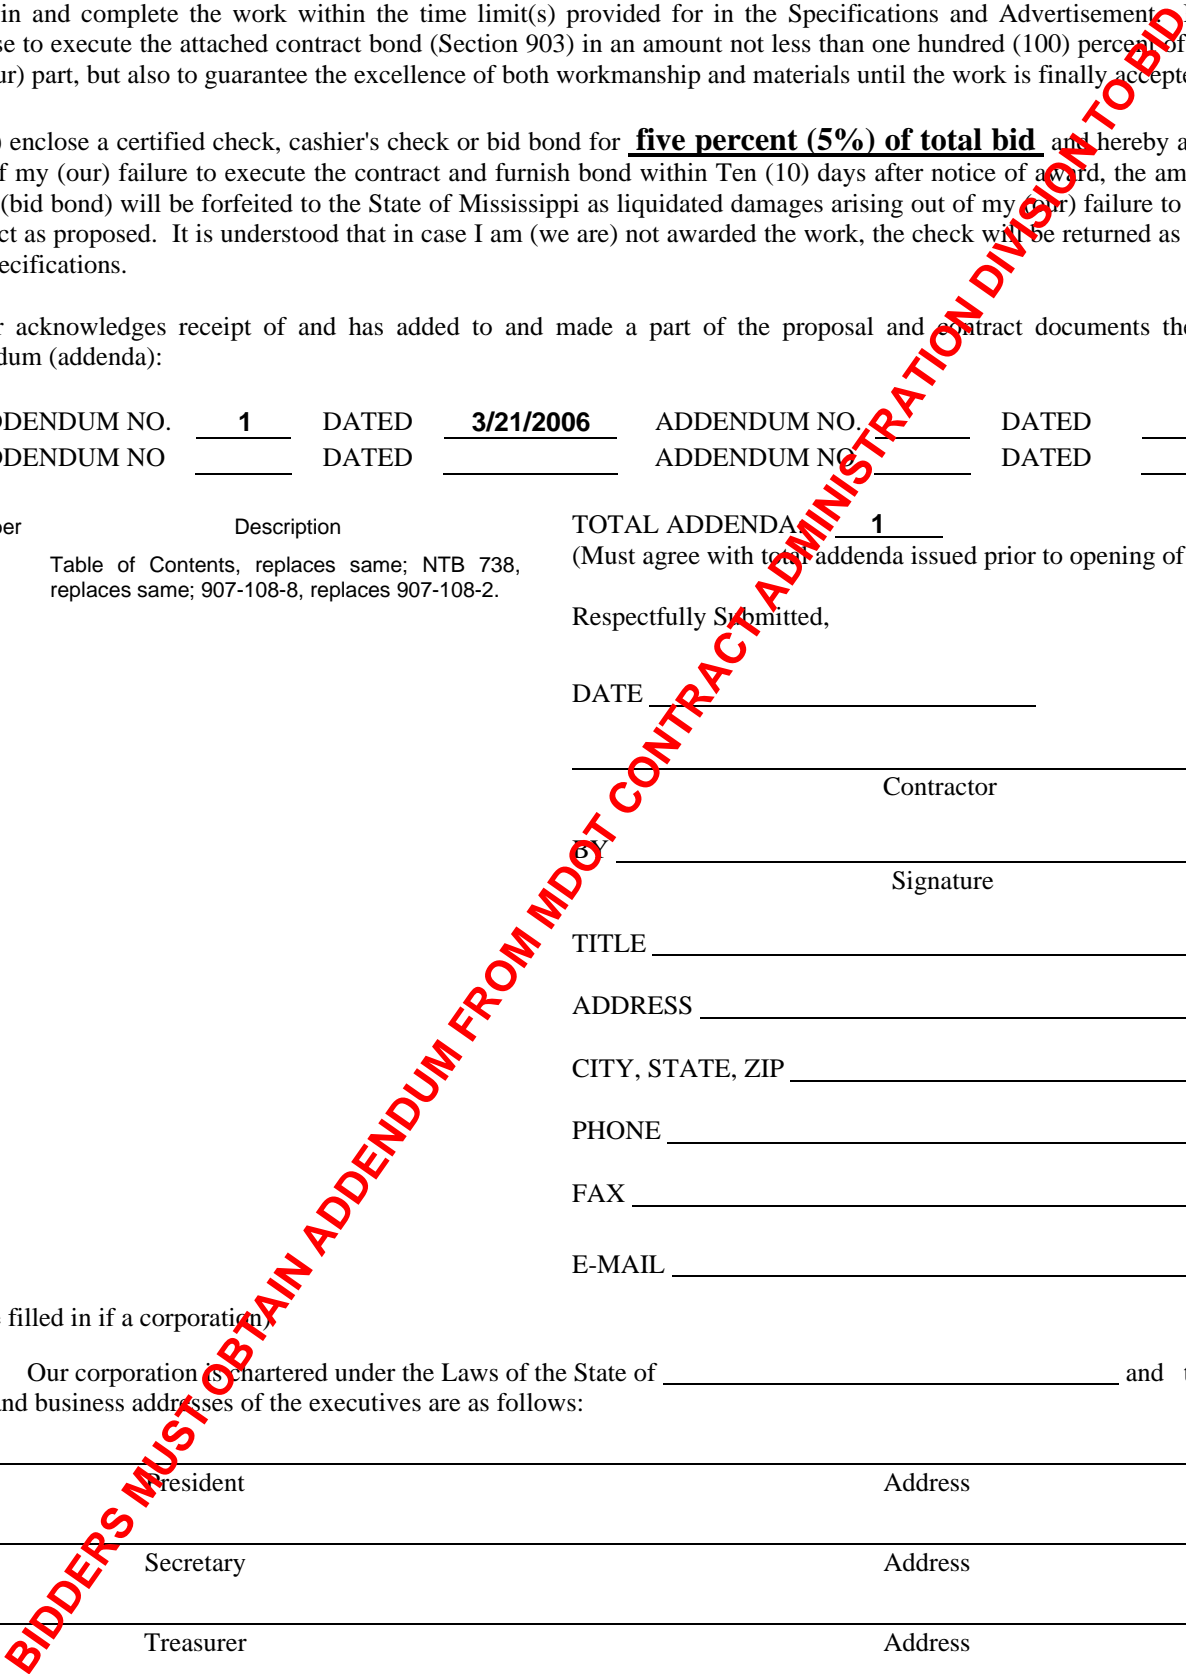 in and complete the work within the time limit(s) provided for in the Specifications and Advertisement.
se to execute the attached contract bond (Section 903) in an amount not less than one hundred (100) percent of
ur) part, but also to guarantee the excellence of both workmanship and materials until the work is finally accepte
) enclose a certified check, cashier's check or bid bond for five percent (5%) of total bid and hereby a
f my (our) failure to execute the contract and furnish bond within Ten (10) days after notice of award, the am
(bid bond) will be forfeited to the State of Mississippi as liquidated damages arising out of my (our) failure to
ct as proposed. It is understood that in case I am (we are) not awarded the work, the check will be returned as
ecifications.
r acknowledges receipt of and has added to and made a part of the proposal and contract documents the
dum (addenda):
DDENDUM NO. 1 DATED 3/21/2006 ADDENDUM NO. DATED
DDENDUM NO DATED ADDENDUM NO DATED
ber Description
TOTAL ADDENDA: 1
(Must agree with total addenda issued prior to opening of
Table of Contents, replaces same; NTB 738,
replaces same; 907-108-8, replaces 907-108-2.
Respectfully Submitted,
DATE
Contractor
BY
Signature
TITLE
ADDRESS
CITY, STATE, ZIP
PHONE
FAX
E-MAIL
filled in if a corporation)
Our corporation is chartered under the Laws of the State of and t
and business addresses of the executives are as follows:
President Address
Secretary Address
Treasurer Address
BIDDERS MUST OBTAIN ADDENDUM FROM MDOT CONTRACT ADMINISTRATION DIVISION TO BID